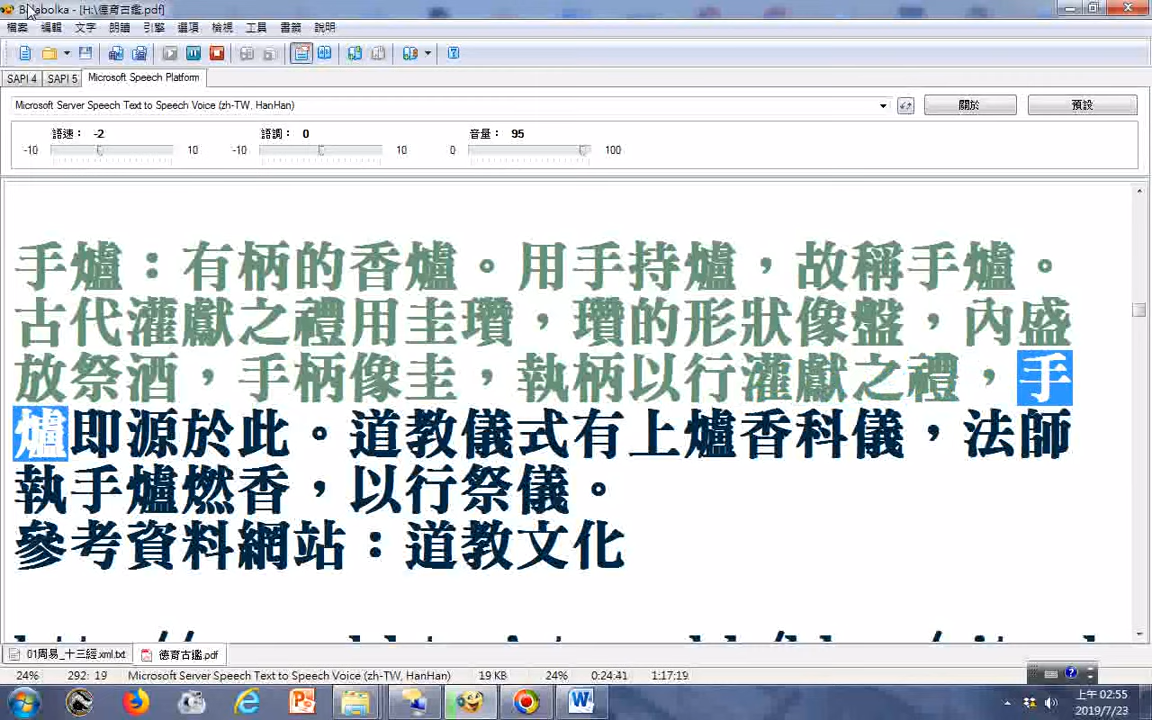 Balabolka - [H:\德育古鑑.pdf]
檔案 編輯 文字 朗讀 引擎 選項 檢視 工具 書籤 說明
SAPI 4 SAPI 5 Microsoft Speech Platform
Microsoft Server Speech Text to Speech Voice (zh-TW, HanHan) 關於 預設
語速： -2 語調： 0 音量： 95
-10 10 -10 10 0 100
手爐：有柄的香爐。用手持爐，故稱手爐。
古代灌獻之禮用圭瓚，瓚的形狀像盤，內盛
放祭酒，手柄像圭，執柄以行灌獻之禮，手
爐即源於此。道教儀式有上爐香科儀，法師
執手爐燃香，以行祭儀。
參考資料網站：道教文化
01周易_十三經.xml.txt 德育古鑑.pdf
24% 292: 19 Microsoft Server Speech Text to Speech Voice (zh-TW, HanHan) 19 KB 24% 0:24:41 1:17:19
上午 02:55
2019/7/23